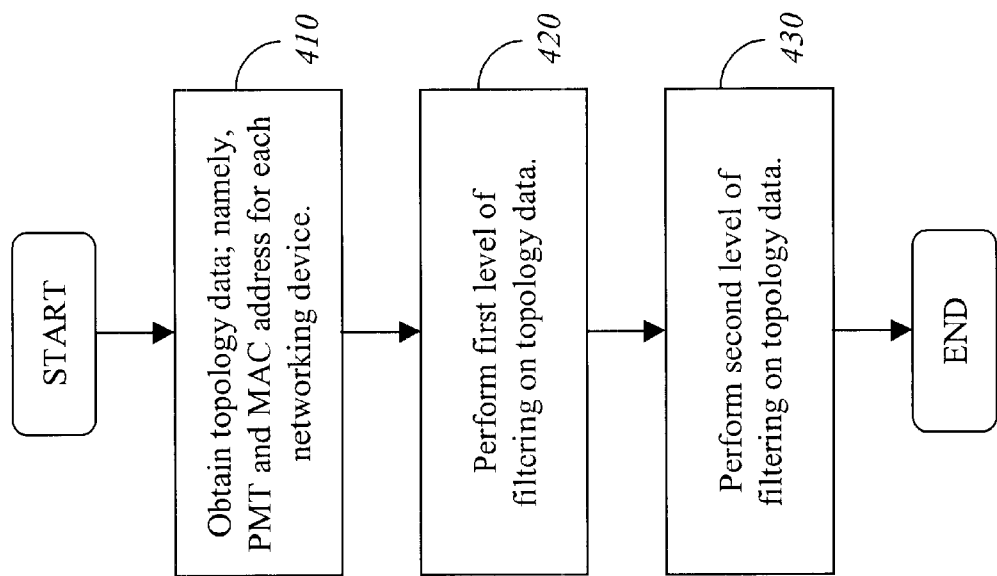 START
Obtain topology data; namely,
PMT and MAC address for each
networking device.
410
Perform first level of
filtering on topology data.
420
Perform second level of
filtering on topology data.
430
END